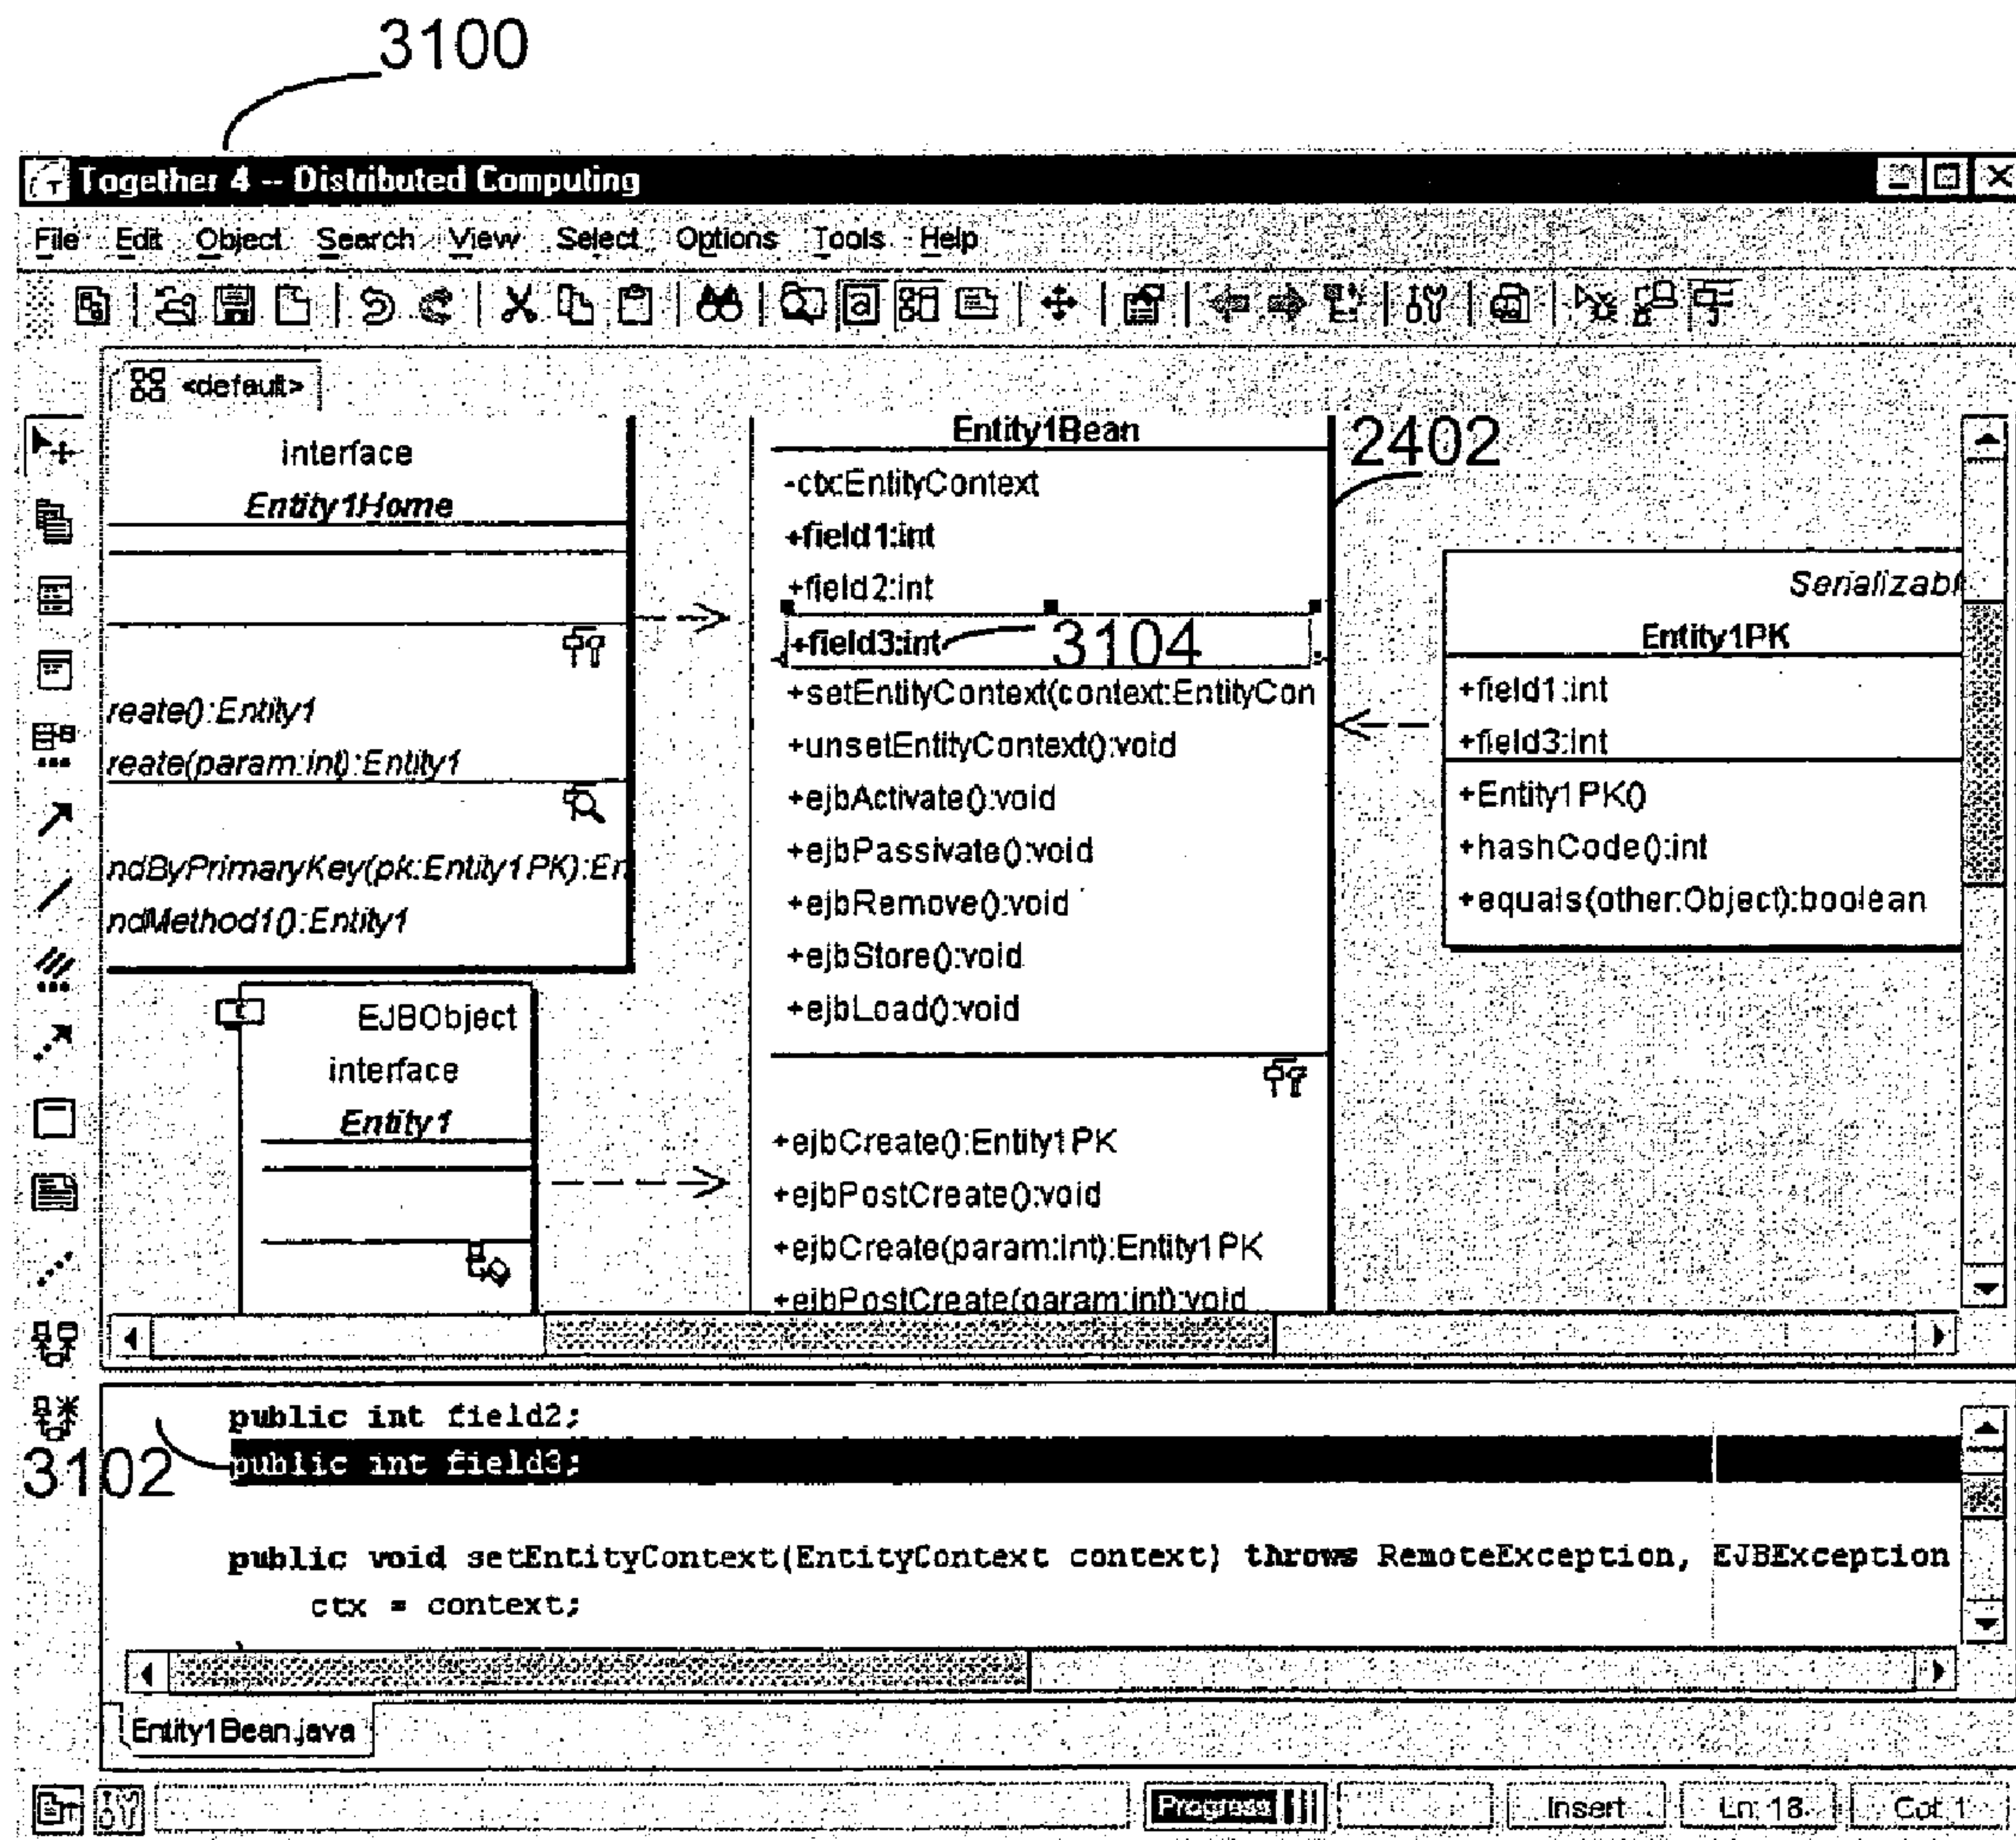 3100
Together 4 -- Distributed Computing
File Edit Object Search View Select Options Tools Help
<default>
interface
Entity1Home
reate():Entity1
reate(param:int):Entity1
ndByPrimaryKey(pk:Entity1PK):En
ndMethod1():Entity1
EJBObject
interface
Entity1
Entity1Bean
-ctx:EntityContext
+field1:int
+field2:int
+field3:int
3104
+setEntityContext(context:EntityCon
+unsetEntityContext():void
+ejbActivate():void
+ejbPassivate():void
+ejbRemove():void
+ejbStore():void
+ejbLoad():void
+ejbCreate():Entity1PK
+ejbPostCreate():void
+ejbCreate(param:int):Entity1PK
+ejbPostCreate(param:int):void
2402
Serializabl
Entity1PK
+field1:int
+field3:int
+Entity1PK()
+hashCode():int
+equals(other:Object):boolean
3102
public int field2;
public int field3;
public void setEntityContext(EntityContext context) throws RemoteException, EJBException
ctx = context;
}
Entity1Bean.java
Progress Insert Ln: 18 Col: 1